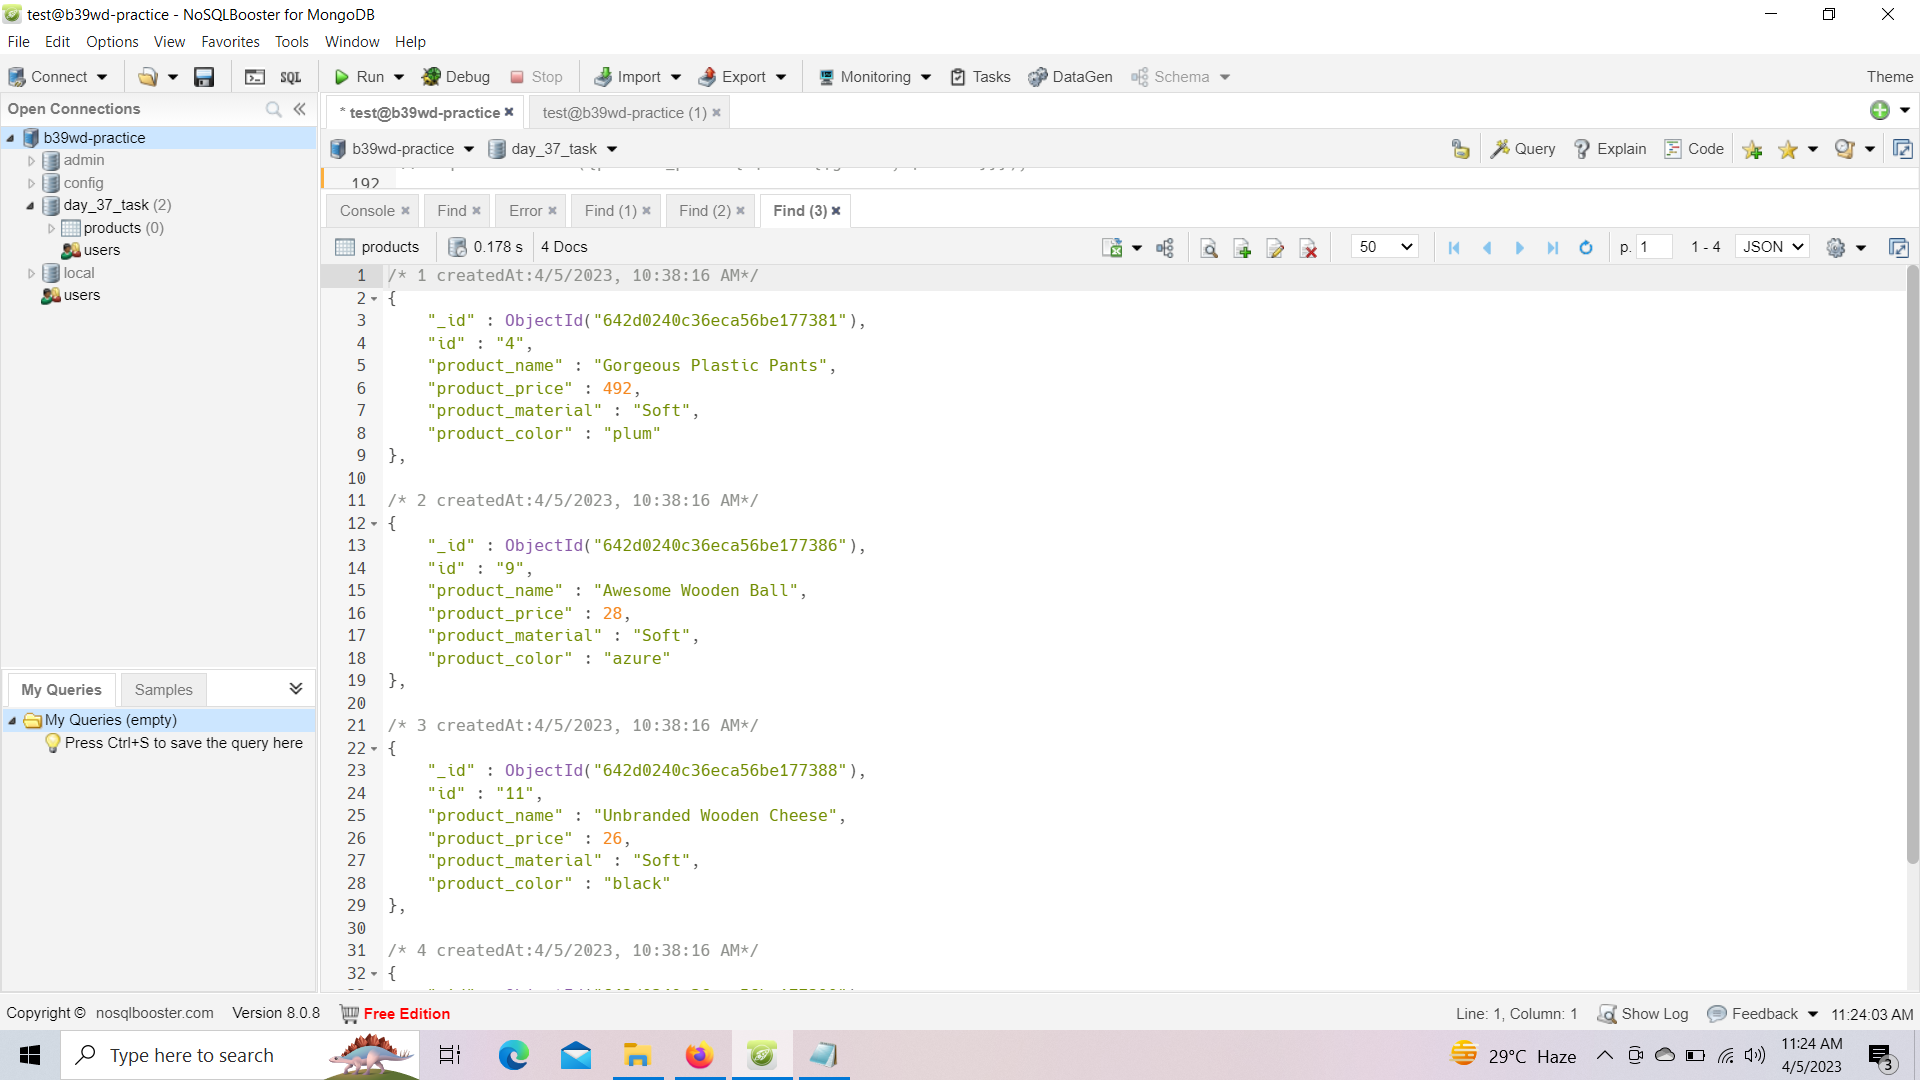 test@b39wd-practice - NoSQLBooster for MongoDB
File Edit Options View Favorites Tools Window Help
Connect SQL Run Debug Stop Import Export Monitoring Tasks DataGen Schema Theme
Open Connections
* test@b39wd-practice test@b39wd-practice (1)
b39wd-practice
admin
config
day_37_task (2)
products (0)
users
local
users
b39wd-practice day_37_task Query Explain Code
192
Console Find Error Find (1) Find (2) Find (3)
products 0.178 s 4 Docs 50 p. 1 1 - 4 JSON
1 /* 1 createdAt:4/5/2023, 10:38:16 AM*/
2 {
3 "_id" : ObjectId("642d0240c36eca56be177381"),
4 "id" : "4",
5 "product_name" : "Gorgeous Plastic Pants",
6 "product_price" : 492,
7 "product_material" : "Soft",
8 "product_color" : "plum"
9 },
10
11 /* 2 createdAt:4/5/2023, 10:38:16 AM*/
12 {
13 "_id" : ObjectId("642d0240c36eca56be177386"),
14 "id" : "9",
15 "product_name" : "Awesome Wooden Ball",
16 "product_price" : 28,
17 "product_material" : "Soft",
18 "product_color" : "azure"
19 },
20
21 /* 3 createdAt:4/5/2023, 10:38:16 AM*/
22 {
23 "_id" : ObjectId("642d0240c36eca56be177388"),
24 "id" : "11",
25 "product_name" : "Unbranded Wooden Cheese",
26 "product_price" : 26,
27 "product_material" : "Soft",
28 "product_color" : "black"
29 },
30
31 /* 4 createdAt:4/5/2023, 10:38:16 AM*/
32 {
My Queries Samples
My Queries (empty)
Press Ctrl+S to save the query here
Copyright © nosqlbooster.com Version 8.0.8 Free Edition Line: 1, Column: 1 Show Log Feedback 11:24:03 AM
Type here to search 29°C Haze 11:24 AM
4/5/2023 3